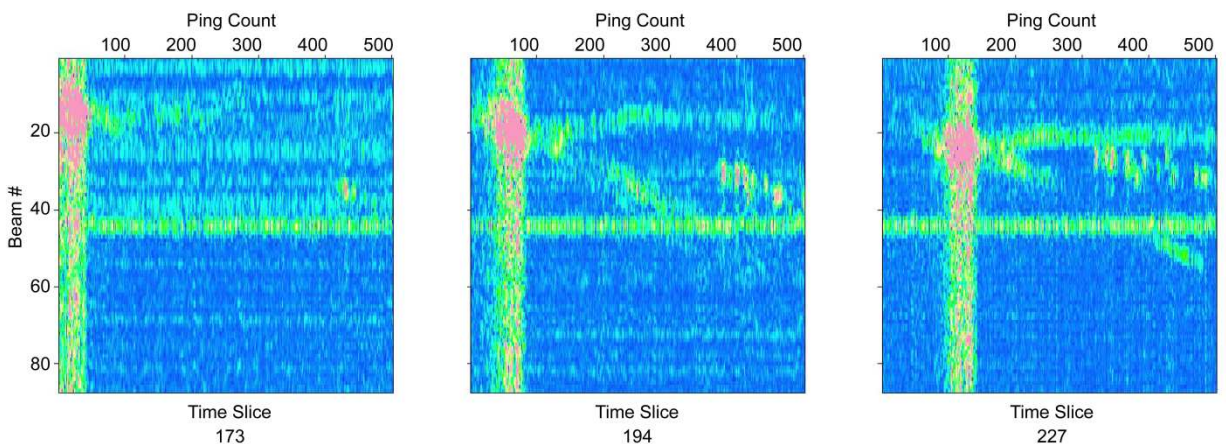 Ping Count Ping Count Ping Count
100 200 300 400 500 100 200 300 400 500 100 200 300 400 500
Beam #
20
40
60
80
Time Slice Time Slice Time Slice
173 194 227